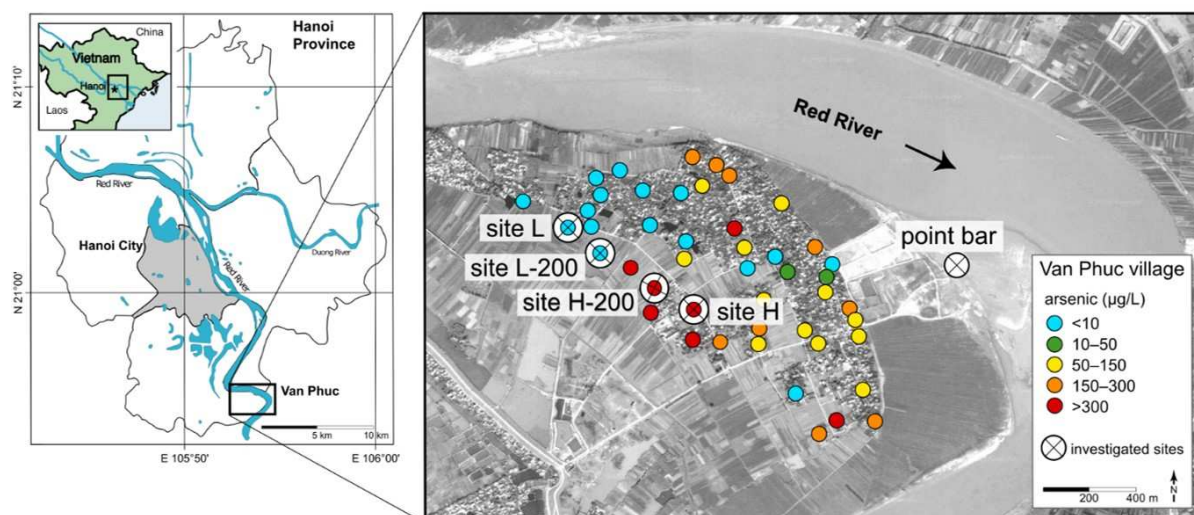 China
Vietnam
Hanoi
Laos
Hanoi
Province
N 21°10'
Red River
Hanoi City
Duong River
Red River
N 21°00'
Van Phuc
5 km
10 km
E 105°50'
E 106°00'
Red River
site L
site L-200
site H-200
site H
point bar
Van Phuc village
arsenic (µg/L)
<10
10–50
50–150
150–300
>300
investigated sites
N
200
400 m